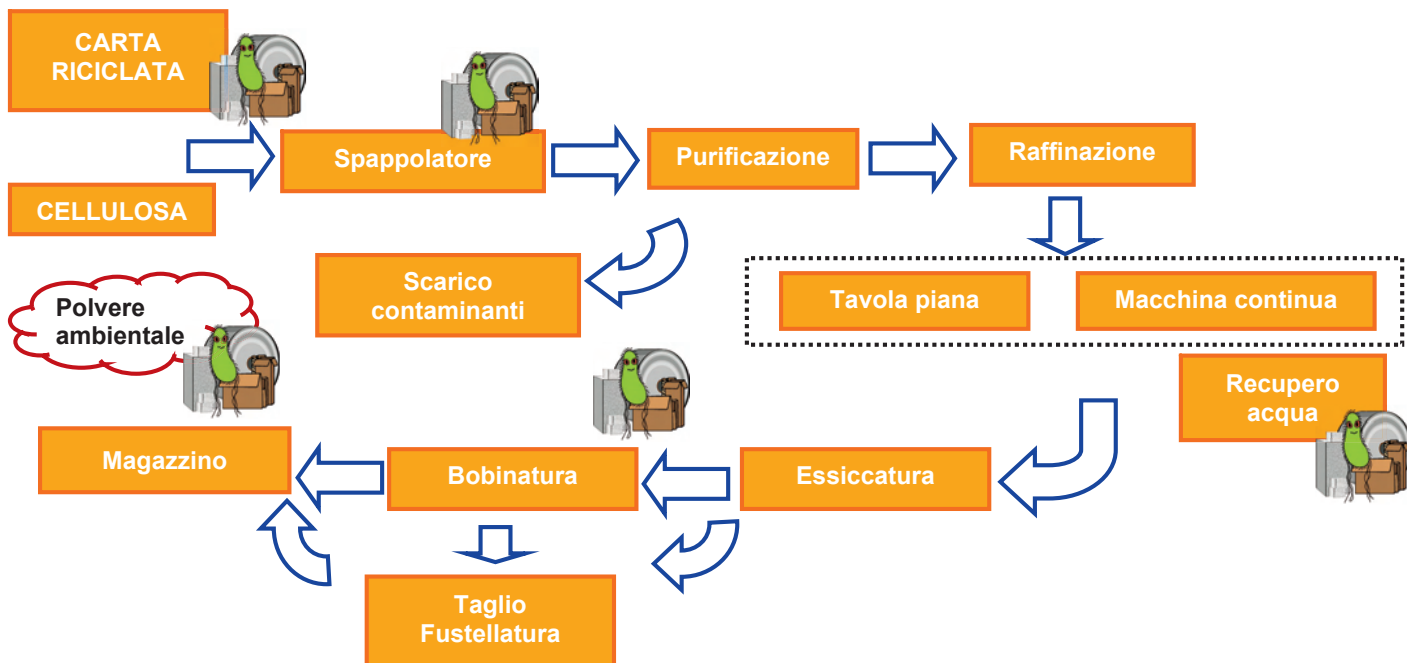 CARTA
RICICLATA
Spappolatore
Purificazione
Raffinazione
CELLULOSA
Scarico
contaminanti
Tavola piana
Macchina continua
Polvere
ambientale
Recupero
acqua
Magazzino
Bobinatura
Essiccatura
Taglio
Fustellatura